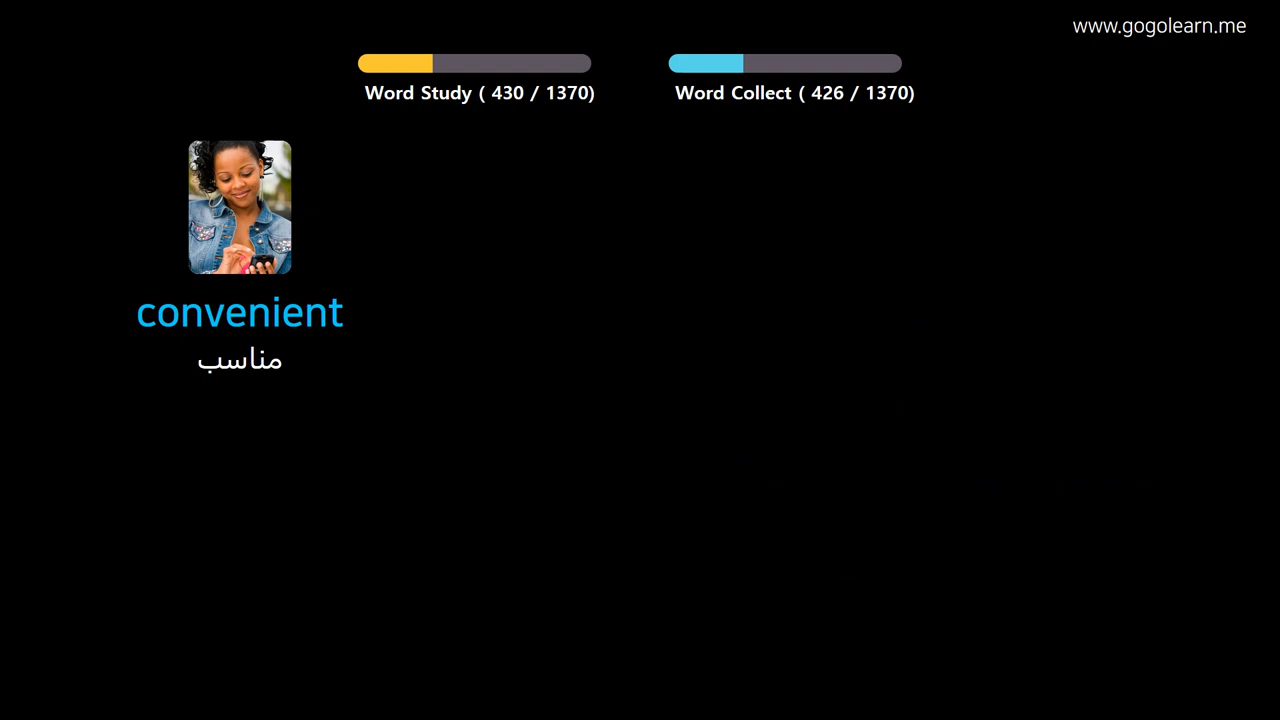 www.gogolearn.me
Word Study ( 430 / 1370)
Word Collect ( 426 / 1370)
convenient
مناسب